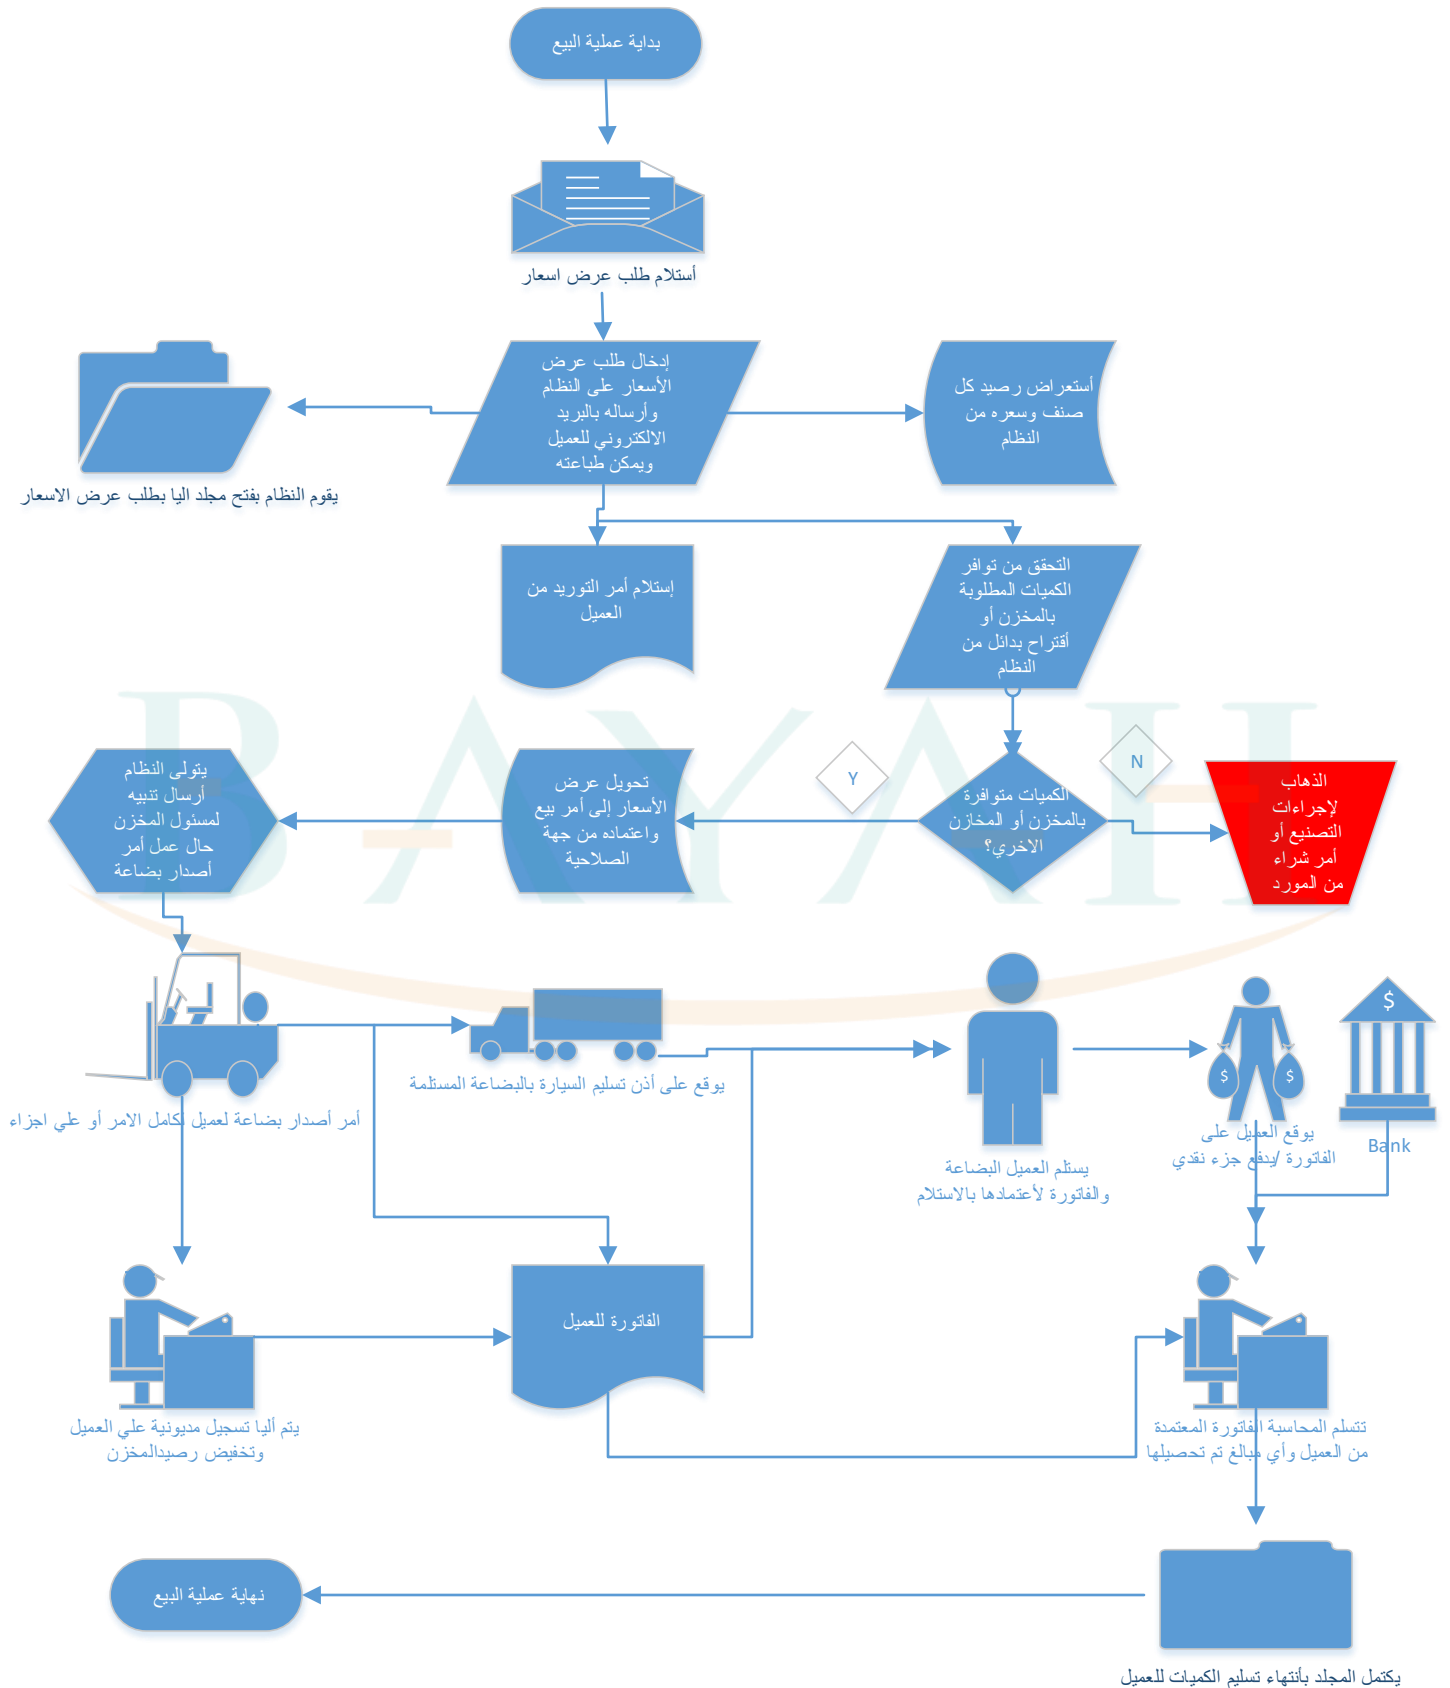 بداية عملية البيع
أستلام طلب عرض اسعار
إدخال طلب عرض
الأسعار على النظام
وأرساله بالبريد
الالكتروني للعميل
ويمكن طباعته
أستعراض رصيد كل
صنف وسعره من
النظام
يقوم النظام بفتح مجلد اليا بطلب عرض الاسعار
إستلام أمر التوريد من
العميل
التحقق من توافر
الكميات المطلوبة
بالمخزن أو
أقتراح بدائل من
النظام
BAYAH
N
Y
الكميات متوافرة
بالمخزن أو المخازن
الاخري؟
الذهاب
لإجراءات
التصنيع أو
أمر شراء
من المورد
تحويل عرض
الأسعار إلى أمر بيع
واعتماده من جهة
الصلاحية
يتولى النظام
أرسال تنبيه
لمسئول المخزن
حال عمل أمر
أصدار بضاعة
أمر أصدار بضاعة لعميل بكامل الامر أو علي اجزاء
يوقع على أذن تسليم السيارة بالبضاعة المستلمة
يستلم العميل البضاعة
والفاتورة لأعتمادها بالاستلام
$
$
يوقع العميل على
الفاتورة /يدفع جزء نقدي
$
Bank
يتم أليا تسجيل مديونية علي العميل
وتخفيض رصيدالمخزن
الفاتورة للعميل
تتسلم المحاسبة الفاتورة المعتمدة
من العميل وأي مبالغ تم تحصيلها
يكتمل المجلد بأنتهاء تسليم الكميات للعميل
نهاية عملية البيع